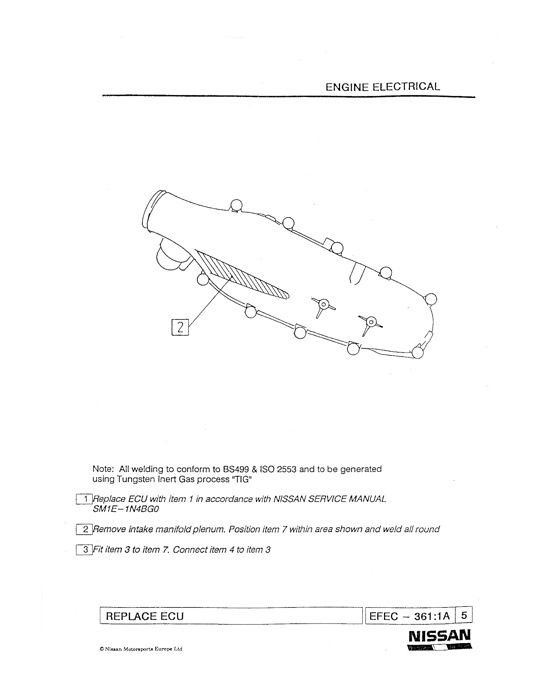 ENGINE ELECTRICAL
2
Note: All welding to conform to BS499 & ISO 2553 and to be generated
using Tungsten Inert Gas process "TIG"
1 Replace ECU with item 1 in accordance with NISSAN SERVICE MANUAL
SM1E-1N4BG0
2 Remove intake manifold plenum. Position item 7 within area shown and weld all round
3 Fit item 3 to item 7. Connect item 4 to item 3
REPLACE ECU
EFEC - 361:1A 5
NISSAN
© Nissan Motorsports Europe Ltd